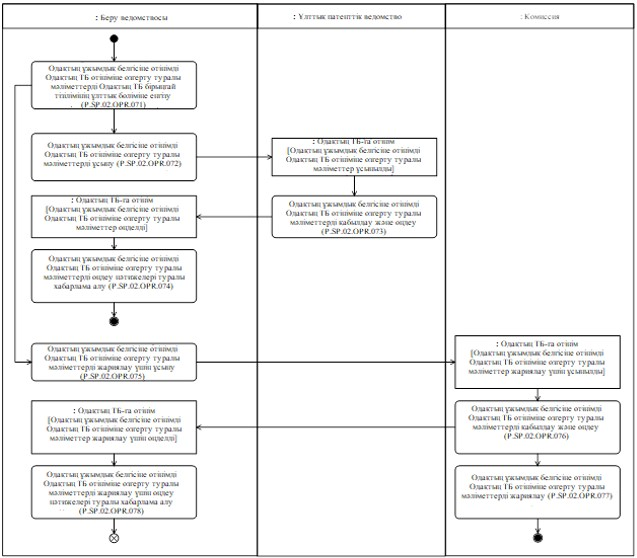 : Беру ведомствосы
: Ұлттық патенттік ведомство
: Комиссия
Одақтың ұжымдық белгісіне өтінімді
Одақтың ТБ өтініміне өзгерту туралы
мәліметтерді Одақтың ТБ бірыңғай
тізілімінің ұлттық бөліміне енгізу
(P.SP.02.OPR.071)
Одақтың ұжымдық белгісіне өтінімді
Одақтың ТБ өтініміне өзгерту туралы
мәліметтерді ұсыну (P.SP.02.OPR.072)
: Одақтың ТБ-ға өтінім
[Одақтың ұжымдық белгісіне өтінімді
Одақтың ТБ өтініміне өзгерту туралы
мәліметтер ұсынылды]
Одақтың ұжымдық белгісіне өтінімді
Одақтың ТБ өтініміне өзгерту туралы
мәліметтерді қабылдау және өңдеу
(P.SP.02.OPR.073)
: Одақтың ТБ-ға өтінім
[Одақтың ұжымдық белгісіне өтінімді
Одақтың ТБ өтініміне өзгерту туралы
мәліметтер өңделді]
Одақтың ұжымдық белгісіне өтінімді
Одақтың ТБ өтініміне өзгерту туралы
мәліметтерді өңдеу нәтижелері туралы
хабарлама алу (P.SP.02.OPR.074)
Одақтың ұжымдық белгісіне өтінімді
Одақтың ТБ өтініміне өзгерту туралы
мәліметтерді жариялау үшін ұсыну
(P.SP.02.OPR.075)
: Одақтың ТБ-ға өтінім
[Одақтың ұжымдық белгісіне өтінімді
Одақтың ТБ өтініміне өзгерту туралы
мәліметтер жариялау үшін ұсынылды]
Одақтың ұжымдық белгісіне өтінімді
Одақтың ТБ өтініміне өзгерту туралы
мәліметтерді қабылдау және өңдеу
(P.SP.02.OPR.076)
: Одақтың ТБ-ға өтінім
[Одақтың ұжымдық белгісіне өтінімді
Одақтың ТБ өтініміне өзгерту туралы
мәліметтер жариялау үшін өңделді]
Одақтың ұжымдық белгісіне өтінімді
Одақтың ТБ өтініміне өзгерту туралы
мәліметтерді жариялау (P.SP.02.OPR.077)
Одақтың ұжымдық белгісіне өтінімді
Одақтың ТБ өтініміне өзгерту туралы
мәліметтерді жариялау үшін өңдеу
нәтижелері туралы хабарлама алу
(P.SP.02.OPR.078)